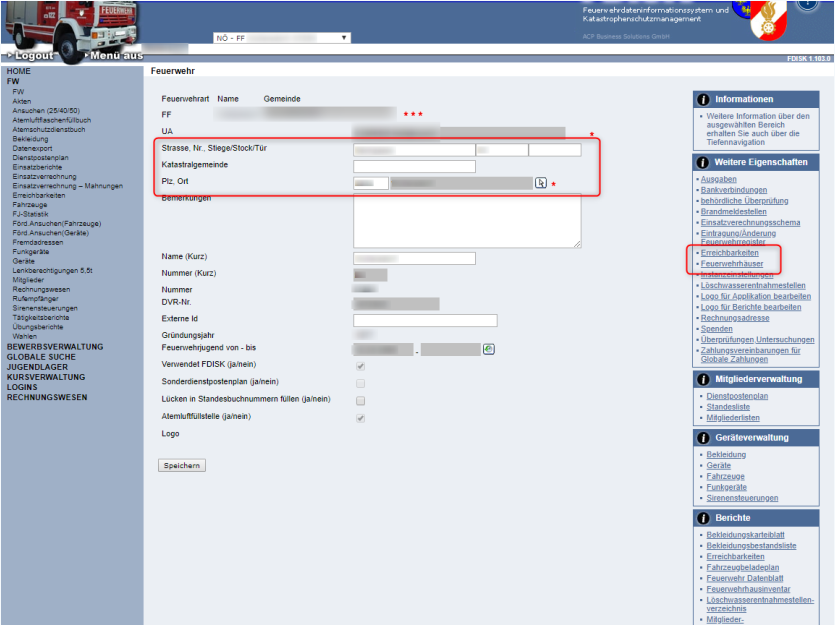 FEUERWEHR
Feuerwehrdateninformationssystem und
Katastrophenschutzmanagement
ACP Business Solutions GmbH
NÖ - FF
Logout
Menü aus
FDISK 1.103.0
HOME
FW
FW
Akten
Ansuchen (25/40/50)
Atemluftflaschenfüllbuch
Atemschutzdienstbuch
Bekleidung
Datenexport
Dienstpostenplan
Einsatzberichte
Einsatzverrechnung
Einsatzverrechnung – Mahnungen
Erreichbarkeiten
Fahrzeuge
FJ-Statistik
Förd.Ansuchen(Fahrzeuge)
Förd.Ansuchen(Geräte)
Fremdadressen
Funkgeräte
Geräte
Lenkberechtigungen 5,5t
Mitglieder
Rechnungswesen
Rufempfänger
Sirenensteuerungen
Tätigkeitsberichte
Übungsberichte
Wahlen
BEWERBSVERWALTUNG
GLOBALE SUCHE
JUGENDLAGER
KURSVERWALTUNG
LOGINS
RECHNUNGSWESEN
Feuerwehr
Feuerwehrart Name Gemeinde
FF ***
UA *
Strasse, Nr., Stiege/Stock/Tür
Katastralgemeinde
Plz, Ort *
Bemerkungen
Name (Kurz)
Nummer (Kurz)
Nummer
DVR-Nr.
Externe Id
Gründungsjahr
Feuerwehrjugend von - bis -
Verwendet FDISK (ja/nein)
Sonderdienstpostenplan (ja/nein)
Lücken in Standesbuchnummern füllen (ja/nein)
Atemluftfüllstelle (ja/nein)
Logo
Speichern
Informationen
Weitere Information über den
ausgewählten Bereich
erhalten Sie auch über die
Tiefennavigation
Weitere Eigenschaften
Ausgaben
Bankverbindungen
behördliche Überprüfung
Brandmeldestellen
Einsatzverechnungsschema
Eintragung/Änderung
Feuerwehrregister
Erreichbarkeiten
Feuerwehrhäuser
Instanzeinstellungen
Löschwasserentnahmestellen
Logo für Applikation bearbeiten
Logo für Berichte bearbeiten
Rechnungsadresse
Spenden
Überprüfungen,Untersuchungen
Zahlungsvereinbarungen für
Globale Zahlungen
Mitgliederverwaltung
Dienstpostenplan
Standesliste
Mitgliederlisten
Geräteverwaltung
Bekleidung
Geräte
Fahrzeuge
Funkgeräte
Sirenensteuerungen
Berichte
Bekleidungskarteiblatt
Bekleidungsbestandsliste
Erreichbarkeiten
Fahrzeugbeladeplan
Feuerwehr Datenblatt
Feuerwehrhausinventar
Löschwasserentnahmestellen-
verzeichnis
Mitglieder-